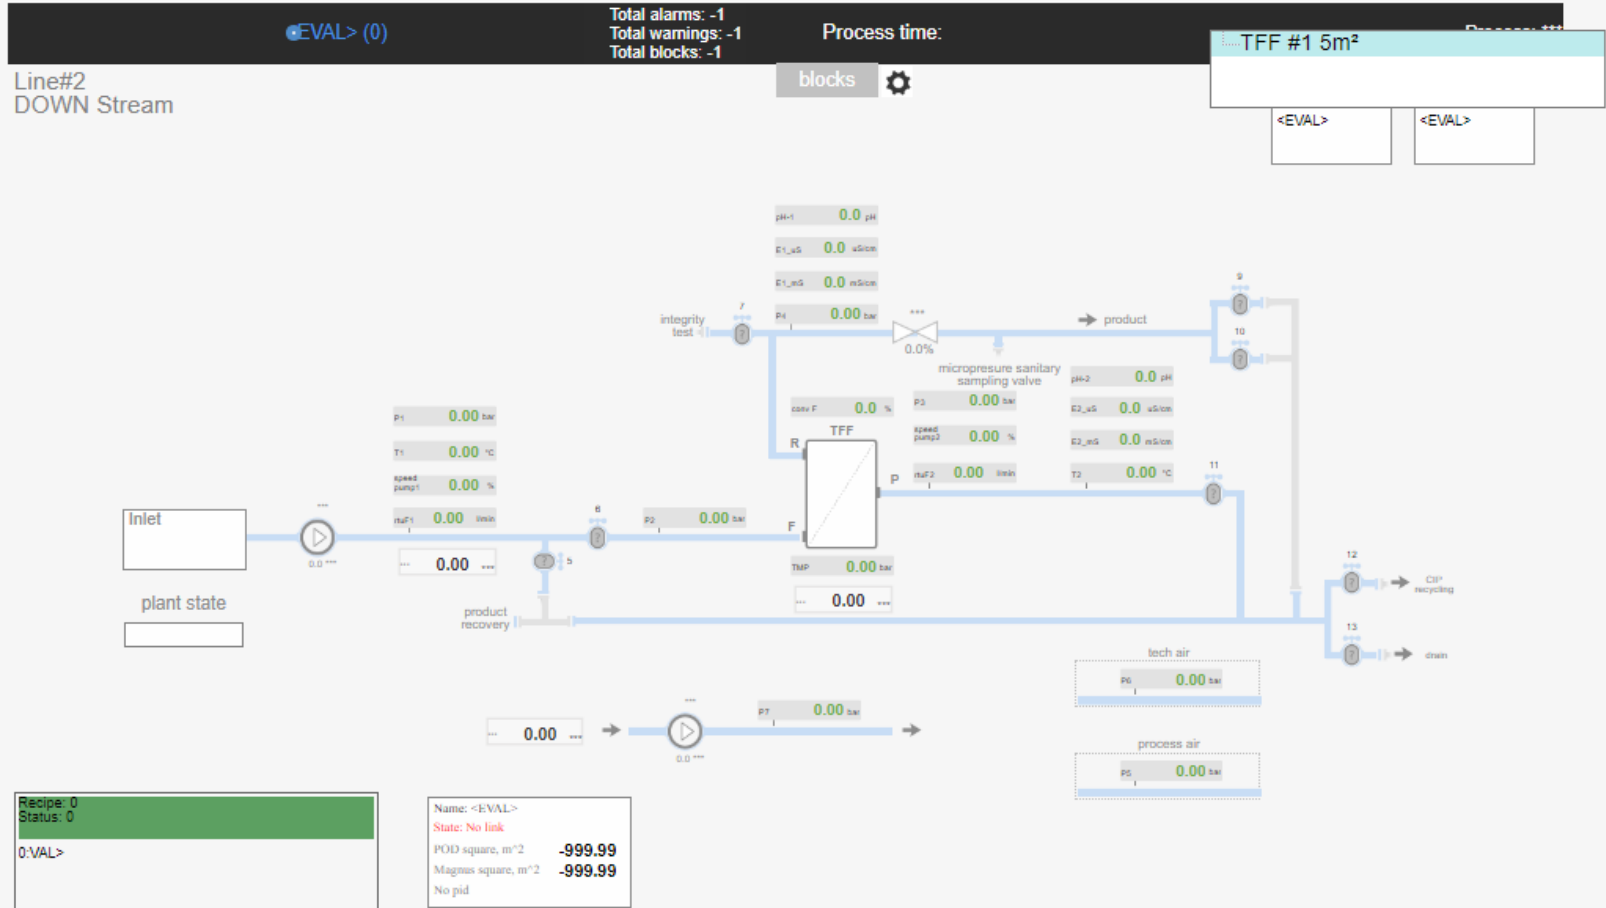 EVAL> (0)
Total alarms: -1
Total warnings: -1
Total blocks: -1
Process time:
TFF #1 5m²
Line#2
DOWN Stream
blocks
<EVAL>
<EVAL>
pH-1 0.0 pH
E1_uS 0.0 uS/cm
E1_mS 0.0 mS/cm
P4 0.00 bar
7
integrity
test
***
0.0%
product
9
10
micropresure sanitary
sampling valve
pH-2 0.0 pH
E2_uS 0.0 uS/cm
E2_mS 0.0 mS/cm
T2 0.00 °C
P3 0.00 bar
speed
pump2 0.00 %
rtuF2 0.00 l/min
conv F 0.0 %
TFF
R
P
F
11
P1 0.00 bar
T1 0.00 °C
speed
pump1 0.00 %
rtuF1 0.00 l/min
--- 0.00 ---
Inlet
---
0.0 ***
6
P2 0.00 bar
5
TMP 0.00 bar
--- 0.00 ---
plant state
product
recovery
12
CIP
recycling
13
drain
tech air
P6 0.00 bar
process air
P5 0.00 bar
--- 0.00 ---
---
0.0 ***
P7 0.00 bar
Recipe: 0
Status: 0
0:VAL>
Name: <EVAL>
State: No link
POD square, m^2 -999.99
Magnus square, m^2 -999.99
No pid